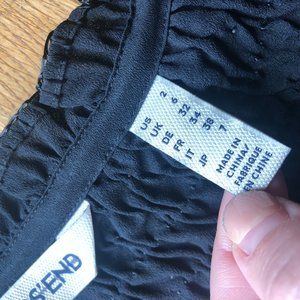 US 2
UK 6
DE 32
FR 34
IT 38
JP 7
MADE IN
CHINA/
FABRIQUE
EN CHINE
S'END